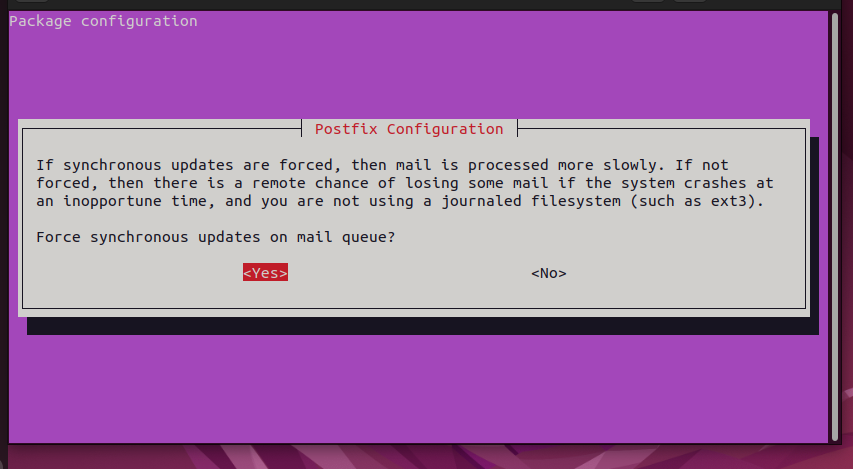 Package configuration
Postfix Configuration
If synchronous updates are forced, then mail is processed more slowly. If not
forced, then there is a remote chance of losing some mail if the system crashes at
an inopportune time, and you are not using a journaled filesystem (such as ext3).
Force synchronous updates on mail queue?
<Yes> <No>